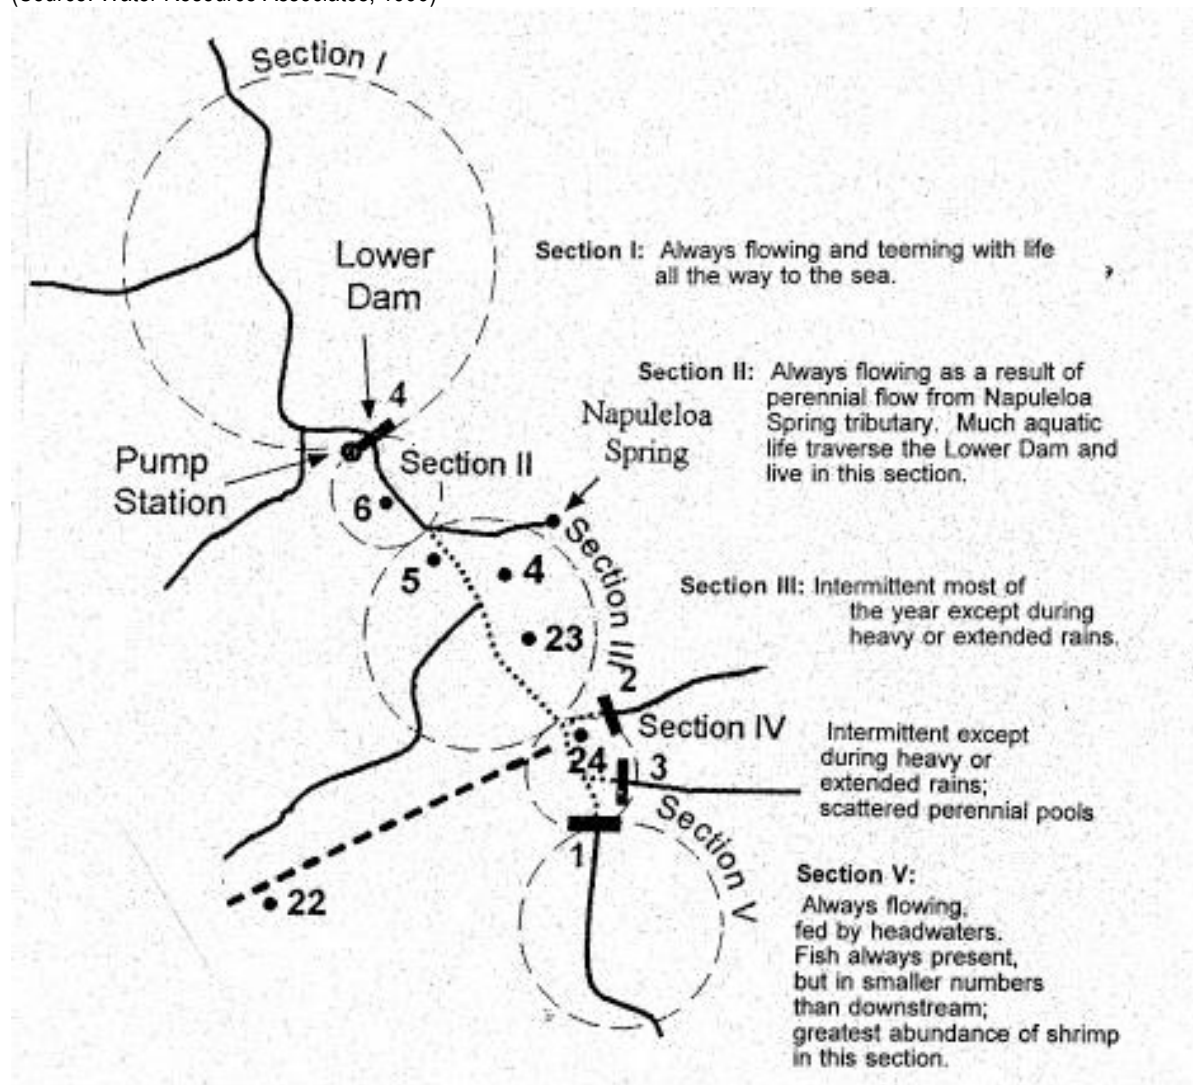 Section I
Lower
Dam
Section I: Always flowing and teeming with life
all the way to the sea.
4
Section II: Always flowing as a result of
perennial flow from Napuleloa
Spring tributary. Much aquatic
life traverse the Lower Dam and
live in this section.
Napuleloa
Spring
Pump
Station
Section II
6
Section III
5
4
23
Section III: Intermittent most of
the year except during
heavy or extended rains.
2
Section IV
24
3
Intermittent except
during heavy or
extended rains;
scattered perennial pools
1
Section V
22
Section V:
Always flowing,
fed by headwaters.
Fish always present,
but in smaller numbers
than downstream;
greatest abundance of shrimp
in this section.